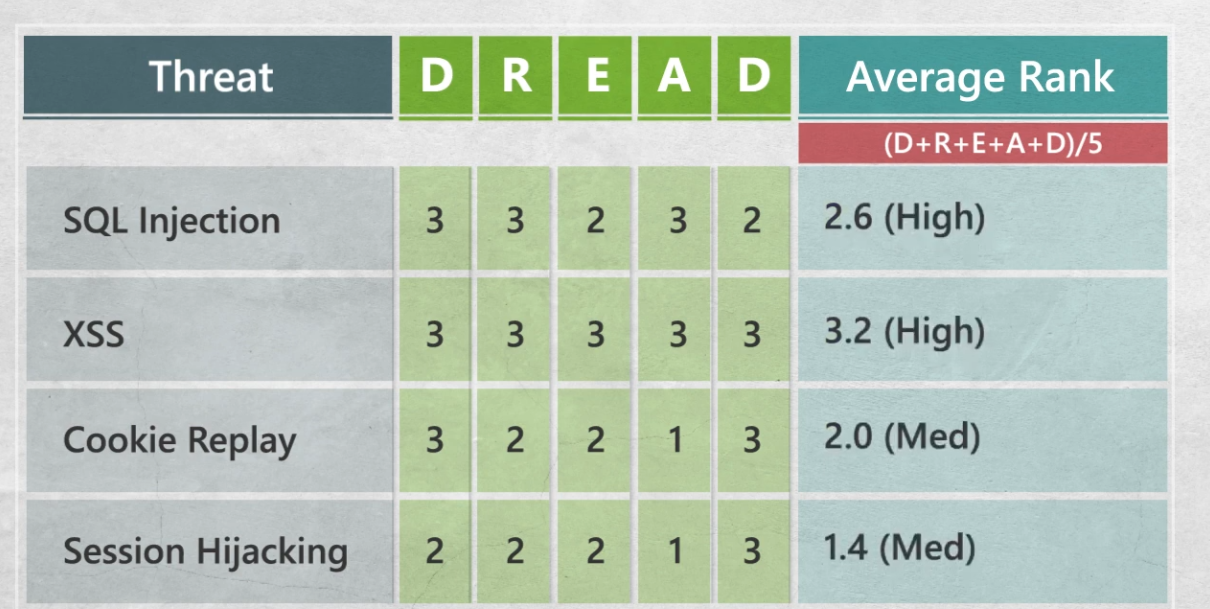 Threat D R E A D Average Rank
(D+R+E+A+D)/5
SQL Injection 3 3 2 3 2 2.6 (High)
XSS 3 3 3 3 3 3.2 (High)
Cookie Replay 3 2 2 1 3 2.0 (Med)
Session Hijacking 2 2 2 1 3 1.4 (Med)